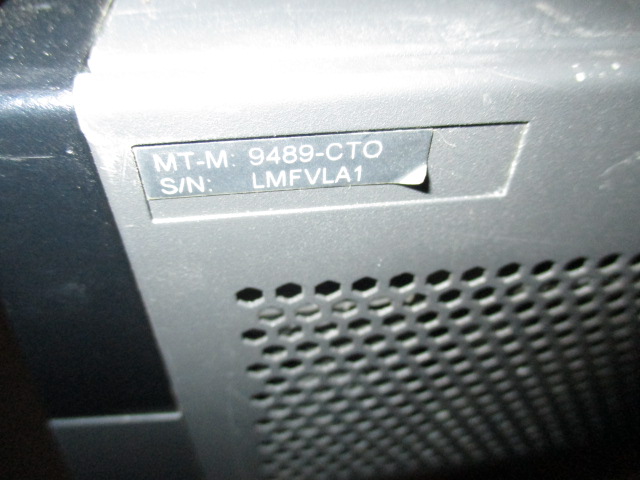 MT-M: 9489-CTO
S/N: LMFVLA1